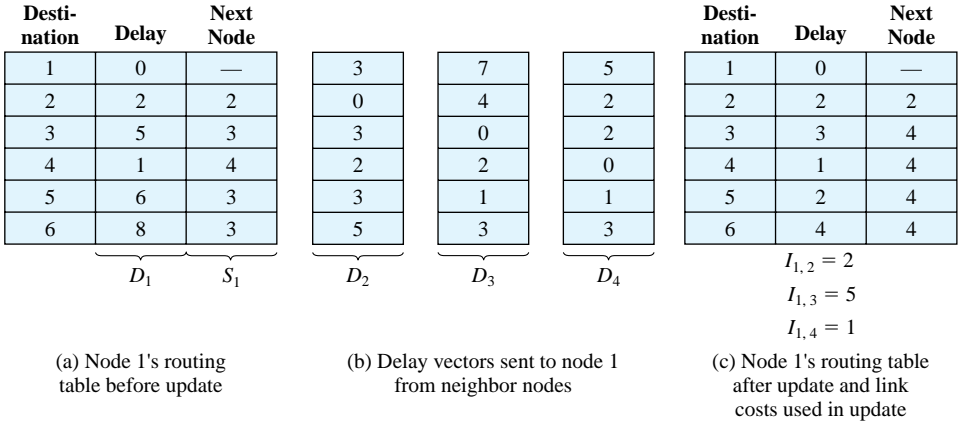 Desti-
nation Delay Next
Node
1 0 —
2 2 2
3 5 3
4 1 4
5 6 3
6 8 3
D1 S1
(a) Node 1's routing
table before update
3 7 5
0 4 2
3 0 2
2 2 0
3 1 1
5 3 3
D2 D3 D4
(b) Delay vectors sent to node 1
from neighbor nodes
Desti-
nation Delay Next
Node
1 0 —
2 2 2
3 3 4
4 1 4
5 2 4
6 4 4
I1, 2 = 2
I1, 3 = 5
I1, 4 = 1
(c) Node 1's routing table
after update and link
costs used in update